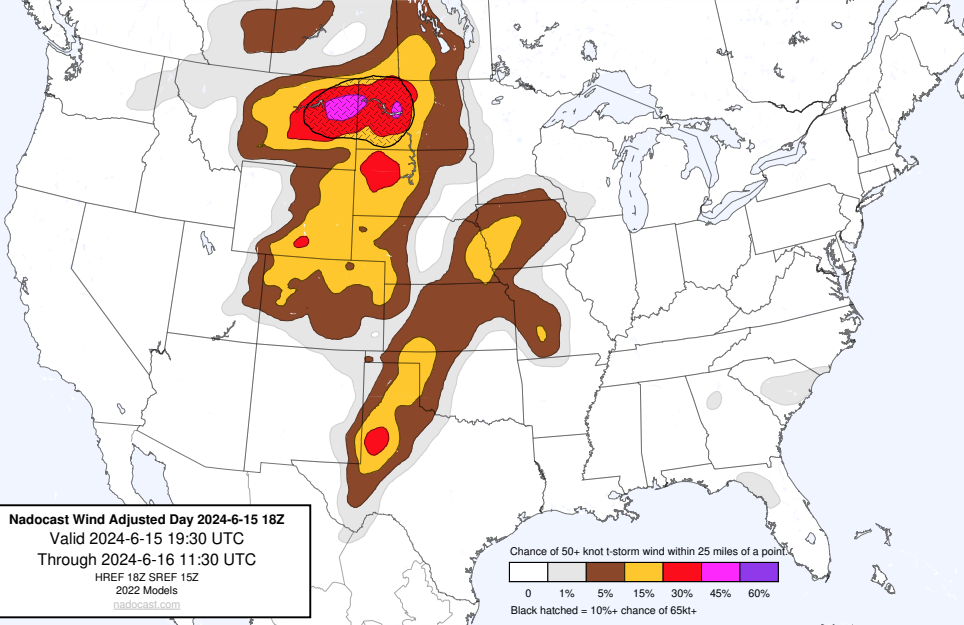 Nadocast Wind Adjusted Day 2024-6-15 18Z
Valid 2024-6-15 19:30 UTC
Through 2024-6-16 11:30 UTC
HREF 18Z SREF 15Z
2022 Models
nadocast.com
Chance of 50+ knot t-storm wind within 25 miles of a point.
0 1% 5% 15% 30% 45% 60%
Black hatched = 10%+ chance of 65kt+